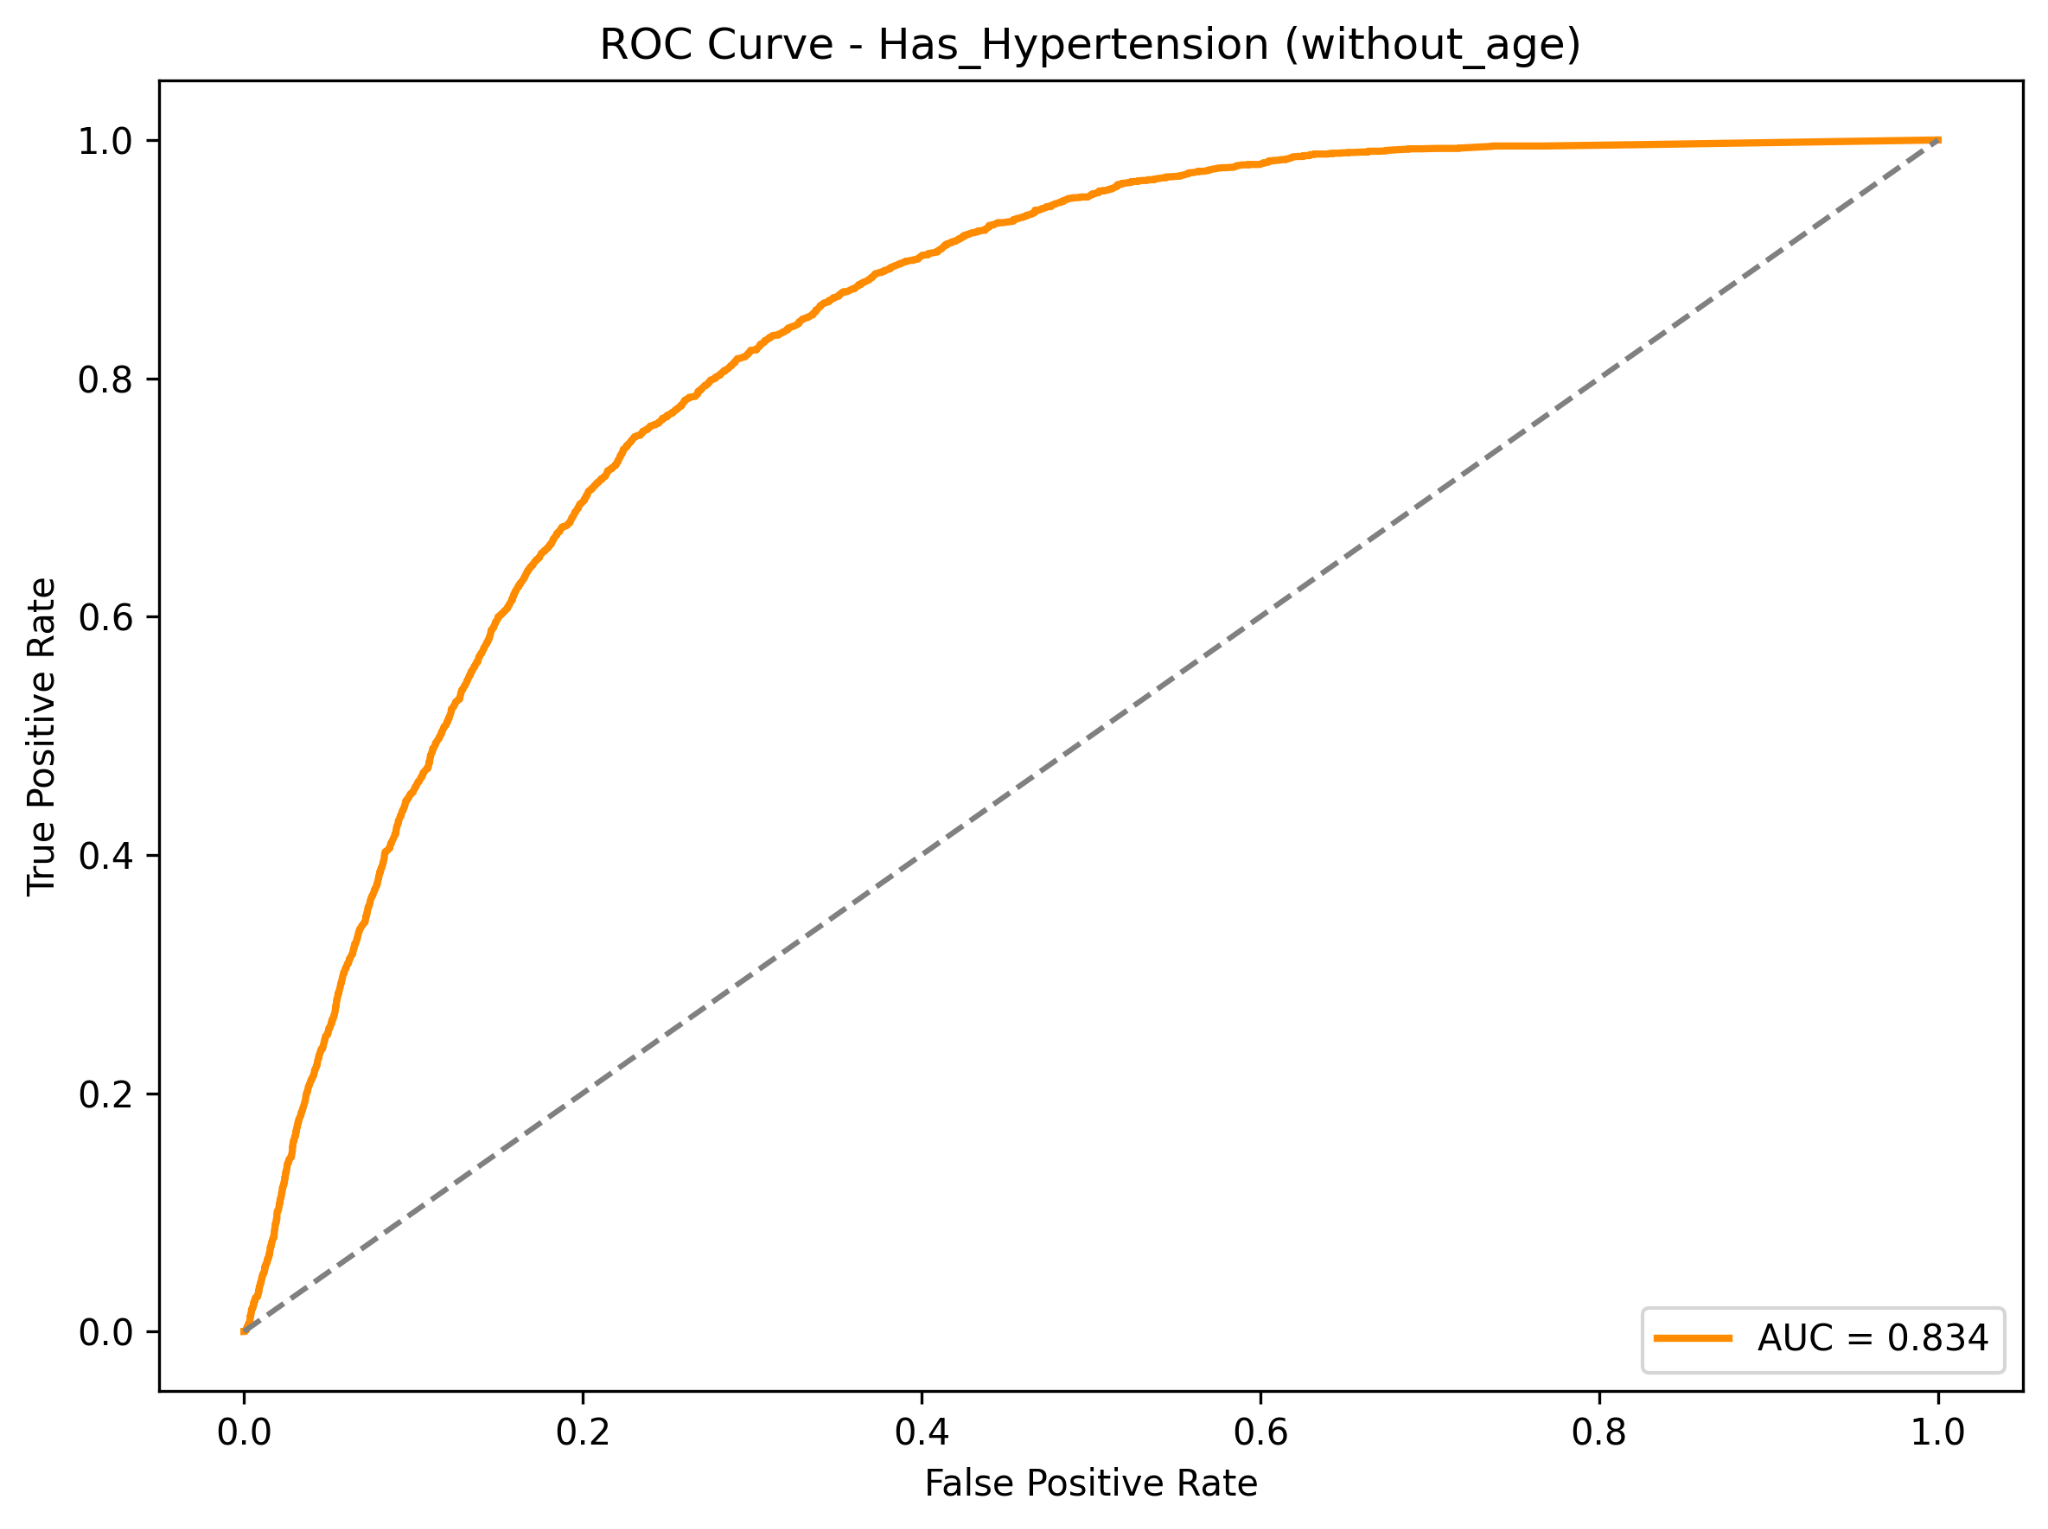 ROC Curve - Has_Hypertension (without_age)
True Positive Rate
1.0
0.8
0.6
0.4
0.2
0.0
0.0 0.2 0.4 0.6 0.8 1.0
False Positive Rate
AUC = 0.834